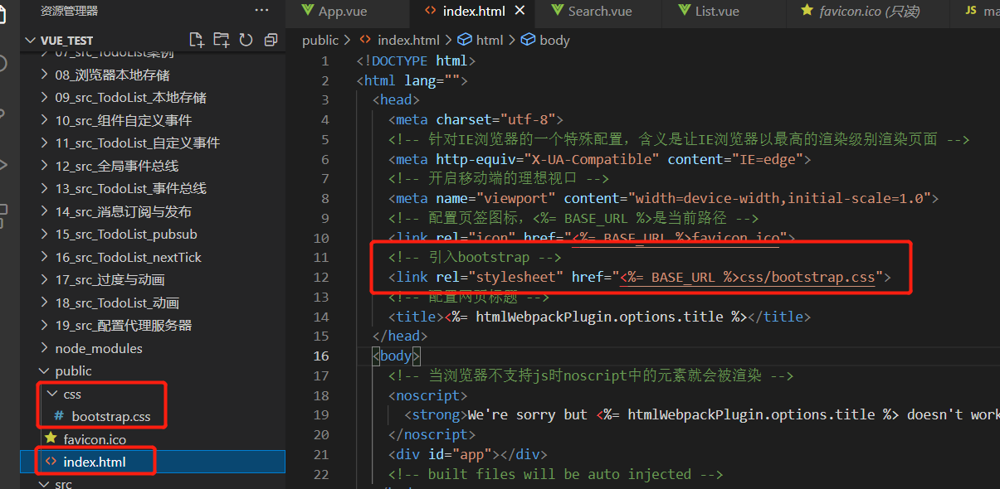 资源管理器
···
App.vue
index.html
Search.vue
List.vue
favicon.ico (只读)
JS
VUE_TEST
public > index.html > html > body
07_src_TodoList案例
08_浏览器本地存储
09_src_TodoList_本地存储
10_src_组件自定义事件
11_src_TodoList_自定义事件
12_src_全局事件总线
13_src_TodoList_事件总线
14_src_消息订阅与发布
15_src_TodoList_pubsub
16_src_TodoList_nextTick
17_src_过度与动画
18_src_TodoList_动画
19_src_配置代理服务器
node_modules
public
css
# bootstrap.css
favicon.ico
<> index.html
src
1 <!DOCTYPE html>
2 <html lang="">
3 <head>
4 <meta charset="utf-8">
5 <!-- 针对IE浏览器的一个特殊配置，含义是让IE浏览器以最高的渲染级别渲染页面 -->
6 <meta http-equiv="X-UA-Compatible" content="IE=edge">
7 <!-- 开启移动端的理想视口 -->
8 <meta name="viewport" content="width=device-width,initial-scale=1.0">
9 <!-- 配置页签图标，<%= BASE_URL %>是当前路径 -->
10 <link rel="icon" href="<%= BASE_URL %>favicon.ico">
11 <!-- 引入bootstrap -->
12 <link rel="stylesheet" href="<%= BASE_URL %>css/bootstrap.css">
13 <!-- 配置网页标题 -->
14 <title><%= htmlWebpackPlugin.options.title %></title>
15 </head>
16 <body>
17 <!-- 当浏览器不支持js时noscript中的元素就会被渲染 -->
18 <noscript>
19 <strong>We're sorry but <%= htmlWebpackPlugin.options.title %> doesn't work
20 </noscript>
21 <div id="app"></div>
22 <!-- built files will be auto injected -->